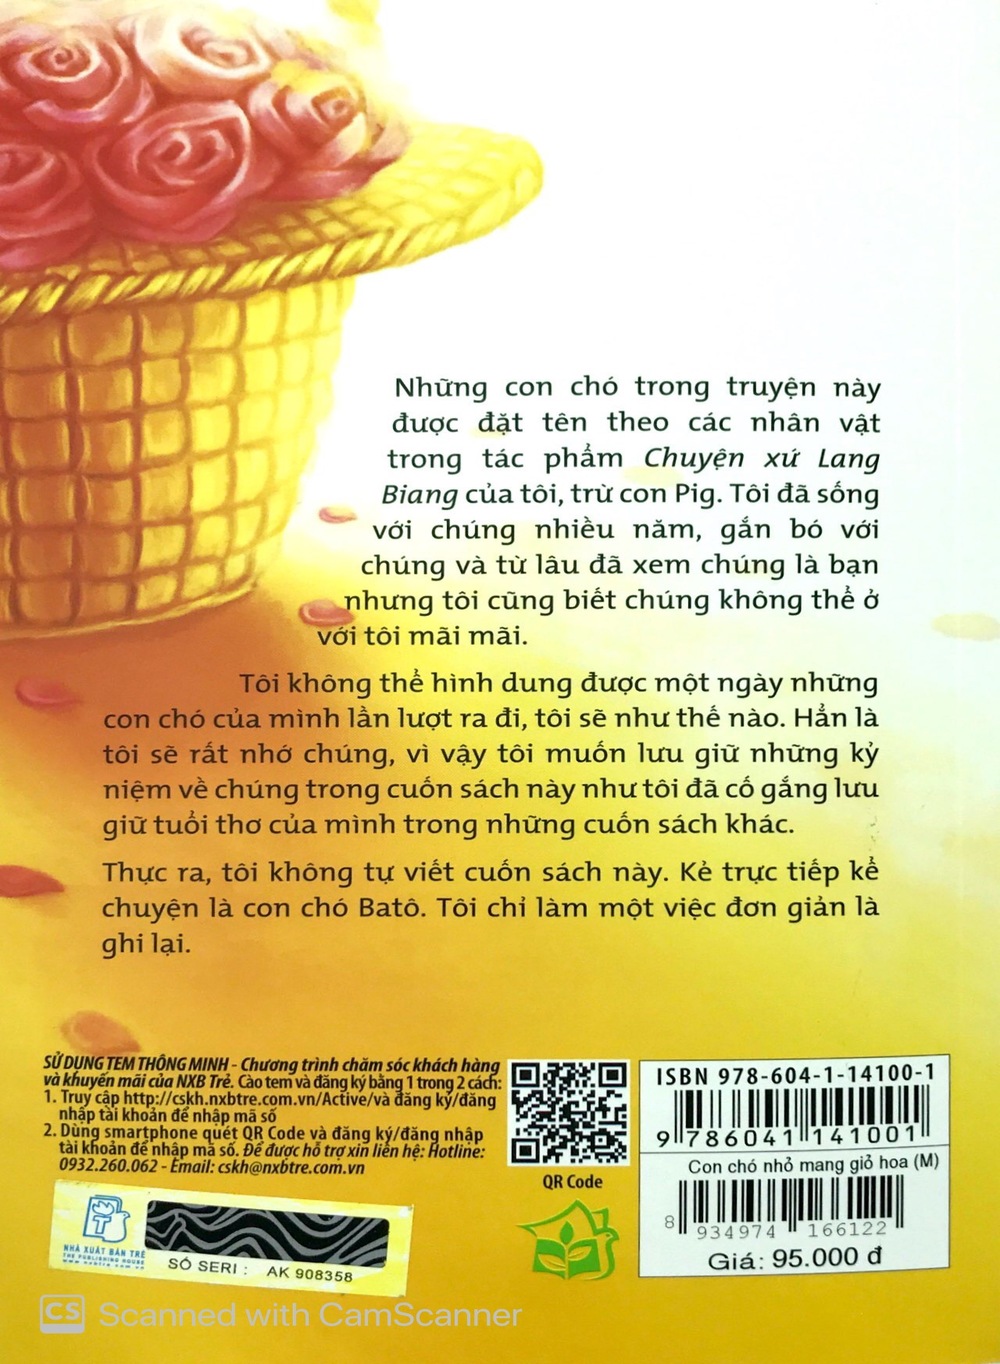 Những con chó trong truyện này
được đặt tên theo các nhân vật
trong tác phẩm Chuyện xứ Lang
Biang của tôi, trừ con Pig. Tôi đã sống
với chúng nhiều năm, gắn bó với
chúng và từ lâu đã xem chúng là bạn
nhưng tôi cũng biết chúng không thể ở
với tôi mãi mãi.
Tôi không thể hình dung được một ngày những
con chó của mình lần lượt ra đi, tôi sẽ như thế nào. Hẳn là
tôi sẽ rất nhớ chúng, vì vậy tôi muốn lưu giữ những kỷ
niệm về chúng trong cuốn sách này như tôi đã cố gắng lưu
giữ tuổi thơ của mình trong những cuốn sách khác.
Thực ra, tôi không tự viết cuốn sách này. Kẻ trực tiếp kể
chuyện là con chó Batô. Tôi chỉ làm một việc đơn giản là
ghi lại.
SỬ DỤNG TEM THÔNG MINH - Chương trình chăm sóc khách hàng
và khuyến mãi của NXB Trẻ. Cào tem và đăng ký bằng 1 trong 2 cách:
1. Truy cập http://cskh.nxbtre.com.vn/Active/và đăng ký/đăng
nhập tài khoản để nhập mã số
2. Dùng smartphone quét QR Code và đăng ký/đăng nhập
tài khoản để nhập mã số. Để được hỗ trợ xin liên hệ: Hotline:
0932.260.062 - Email: cskh@nxbtre.com.vn
QR Code
ISBN 978-604-1-14100-1
9 786041 141001
Con chó nhỏ mang giỏ hoa (M)
8 934974 166122
Giá: 95.000 đ
NHÀ XUẤT BẢN TRẺ
THE PUBLISHING HOUSE
www.nxbtre.com.vn
SỐ SERI : AK 908358
CS Scanned with CamScanner